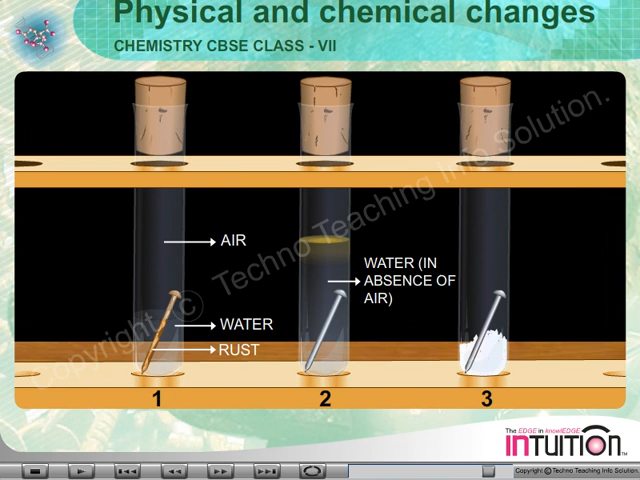 Physical and chemical changes
CHEMISTRY CBSE CLASS - VII
Copyright © Techno Teaching Info Solution.
AIR
WATER (IN
ABSENCE OF
AIR)
WATER
RUST
1 2 3
The EDGE in knowlEDGE
INTUITION TM
Copyright © Techno Teaching Info Solution.